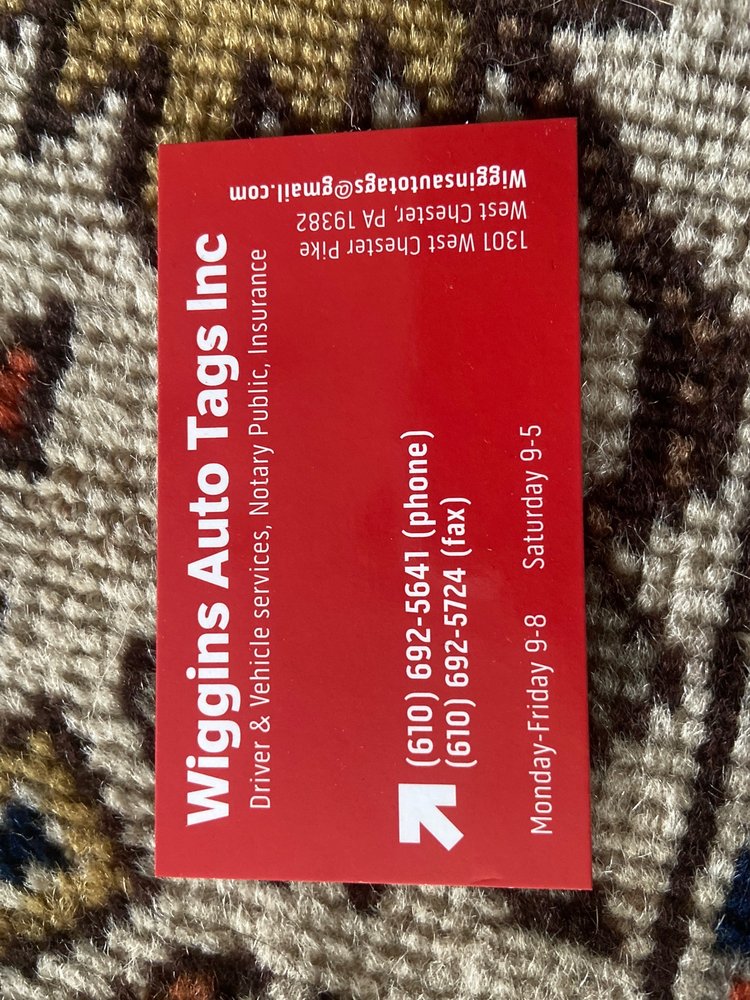 Wiggins Auto Tags Inc
Driver & Vehicle services, Notary Public, Insurance
(610) 692-5641 (phone)
(610) 692-5724 (fax)
Monday-Friday 9-8 Saturday 9-5
1301 West Chester Pike
West Chester, PA 19382
Wigginsautotags@gmail.com